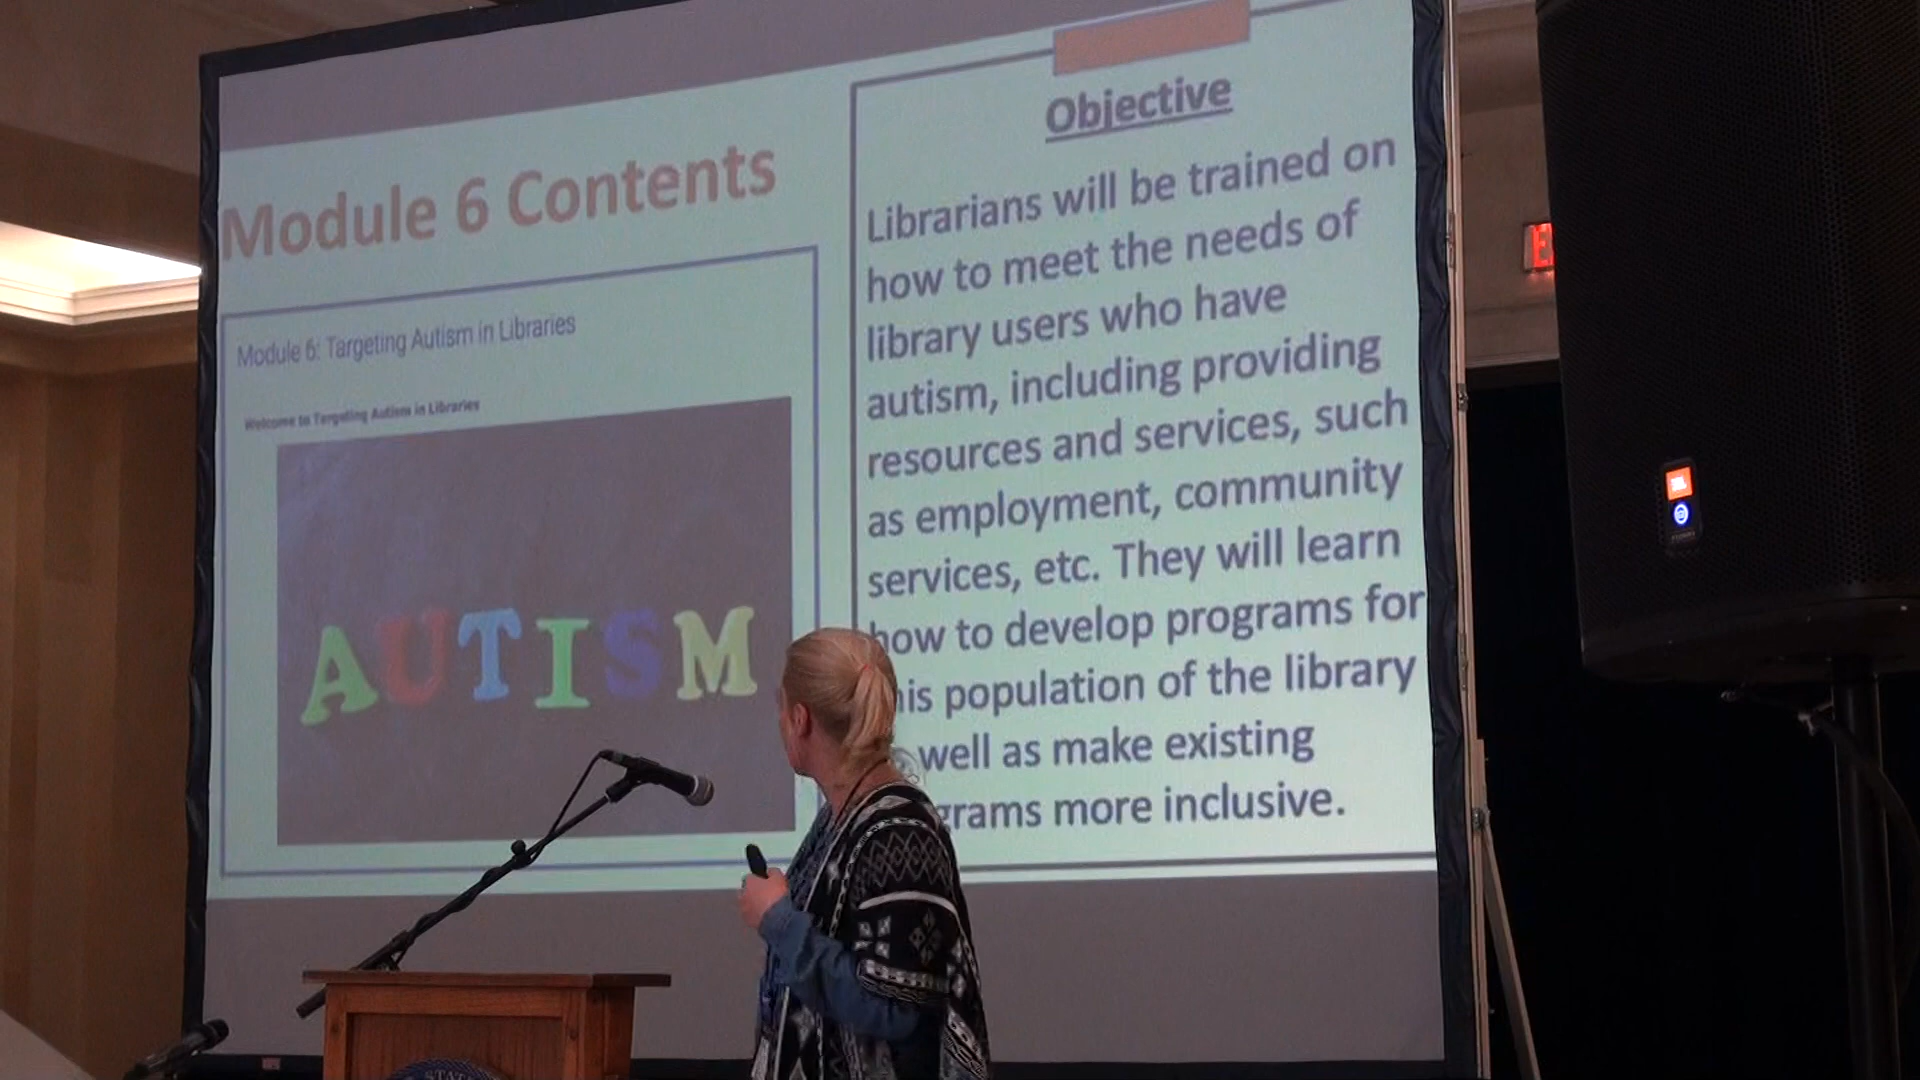 Module 6 Contents
Module 6: Targeting Autism in Libraries
Welcome to Targeting Autism in Libraries
AUTISM
Objective
Librarians will be trained on
how to meet the needs of
library users who have
autism, including providing
resources and services, such
as employment, community
services, etc. They will learn
how to develop programs for
his population of the library
well as make existing
grams more inclusive.
JBL
STATE